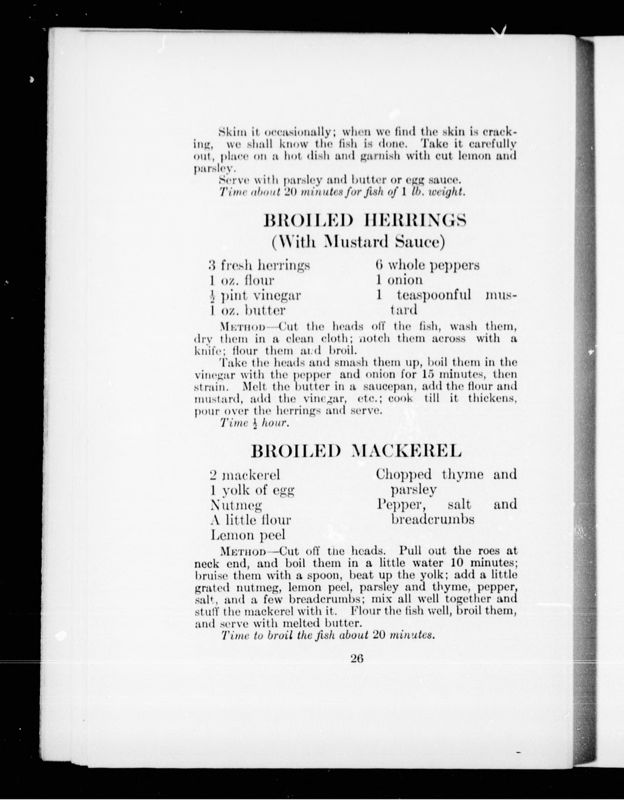 Skim it occasionally; when we find the skin is crack-
ing, we shall know the fish is done. Take it carefully
out, place on a hot dish and garnish with cut lemon and
parsley.
Serve with parsley and butter or egg sauce.
Time about 20 minutes for fish of 1 lb. weight.
BROILED HERRINGS
(With Mustard Sauce)
3 fresh herrings
1 oz. flour
½ pint vinegar
1 oz. butter
6 whole peppers
1 onion
1 teaspoonful mus-
tard
METHOD—Cut the heads off the fish, wash them,
dry them in a clean cloth; notch them across with a
knife; flour them and broil.
Take the heads and smash them up, boil them in the
vinegar with the pepper and onion for 15 minutes, then
strain. Melt the butter in a saucepan, add the flour and
mustard, add the vinegar, etc.; cook till it thickens,
pour over the herrings and serve.
Time ½ hour.
BROILED MACKEREL
2 mackerel
1 yolk of egg
Nutmeg
A little flour
Lemon peel
Chopped thyme and
parsley
Pepper, salt and
breadcrumbs
METHOD—Cut off the heads. Pull out the roes at
neck end, and boil them in a little water 10 minutes;
bruise them with a spoon, beat up the yolk; add a little
grated nutmeg, lemon peel, parsley and thyme, pepper,
salt, and a few breadcrumbs; mix all well together and
stuff the mackerel with it. Flour the fish well, broil them,
and serve with melted butter.
Time to broil the fish about 20 minutes.
26